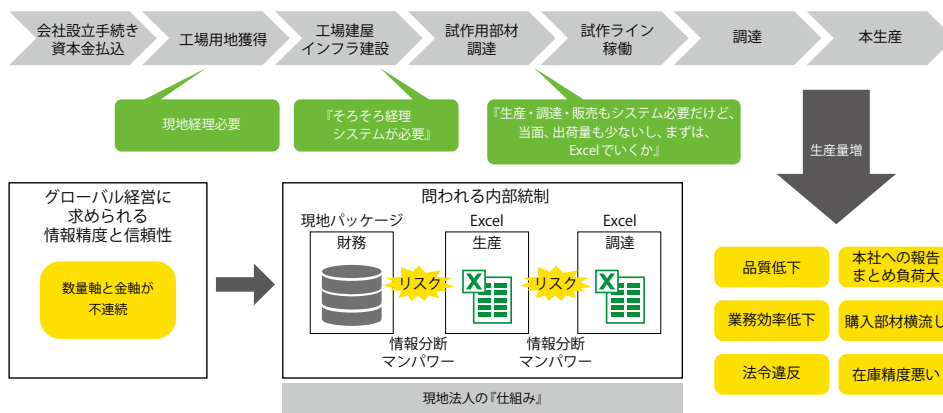 会社設立手続き
資本金払込
工場用地獲得
工場建屋
インフラ建設
試作用部材
調達
試作ライン
稼働
調達
本生産
現地経理必要
『そろそろ経理
システムが必要』
『生産・調達・販売もシステム必要だけど、
当面、出荷量も少ないし、まずは、
Excelでいくか』
生産量増
グローバル経営に
求められる
情報精度と信頼性
数量軸と金軸が
不連続
問われる内部統制
現地パッケージ
財務
リスク
Excel
生産
リスク
Excel
調達
情報分断
マンパワー
情報分断
マンパワー
現地法人の『仕組み』
品質低下
本社への報告
まとめ負荷大
業務効率低下
購入部材横流し
法令違反
在庫精度悪い